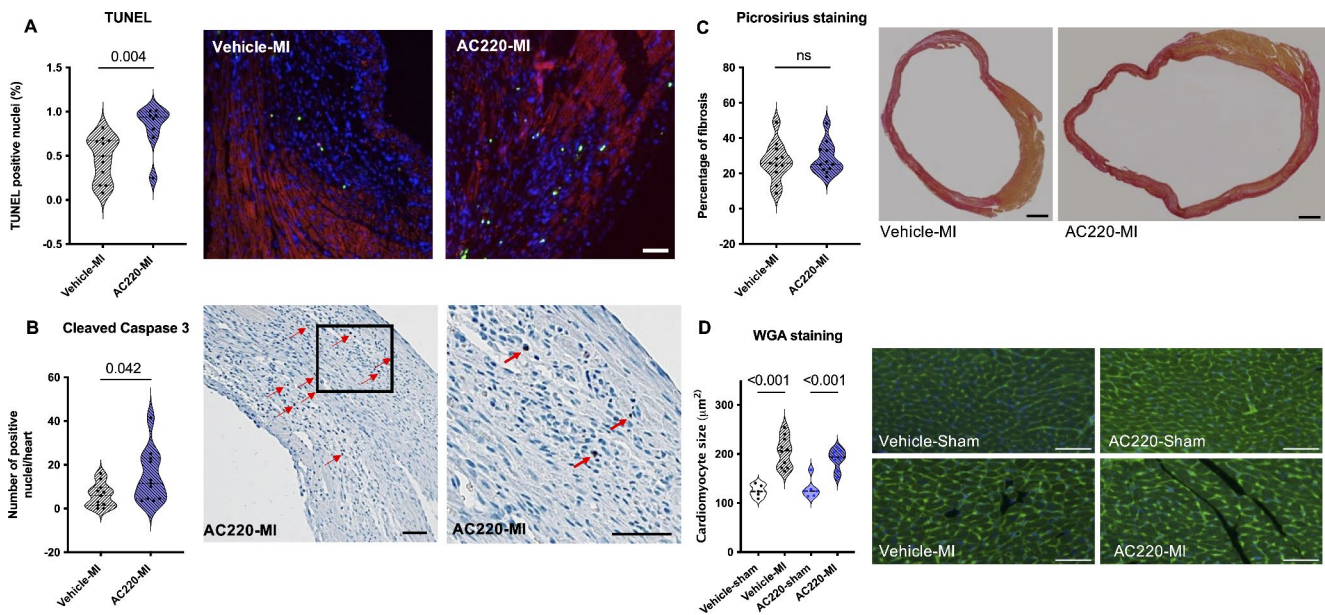 A
TUNEL
TUNEL positive nuclei (%)
1.5
1.0
0.5
0.0
-0.5
0.004
Vehicle-MI
AC220-MI
Vehicle-MI
AC220-MI
B
Cleaved Caspase 3
Number of positive
nuclei/heart
60
40
20
0
-20
0.042
Vehicle-MI
AC220-MI
AC220-MI
AC220-MI
C
Picrosirius staining
Percentage of fibrosis
80
60
40
20
0
-20
ns
Vehicle-MI
AC220-MI
Vehicle-MI
AC220-MI
D
WGA staining
Cardiomyocyte size (μm²)
300
200
100
0
<0.001
<0.001
Vehicle-sham
Vehicle-MI
AC220-sham
AC220-MI
Vehicle-Sham
AC220-Sham
Vehicle-MI
AC220-MI